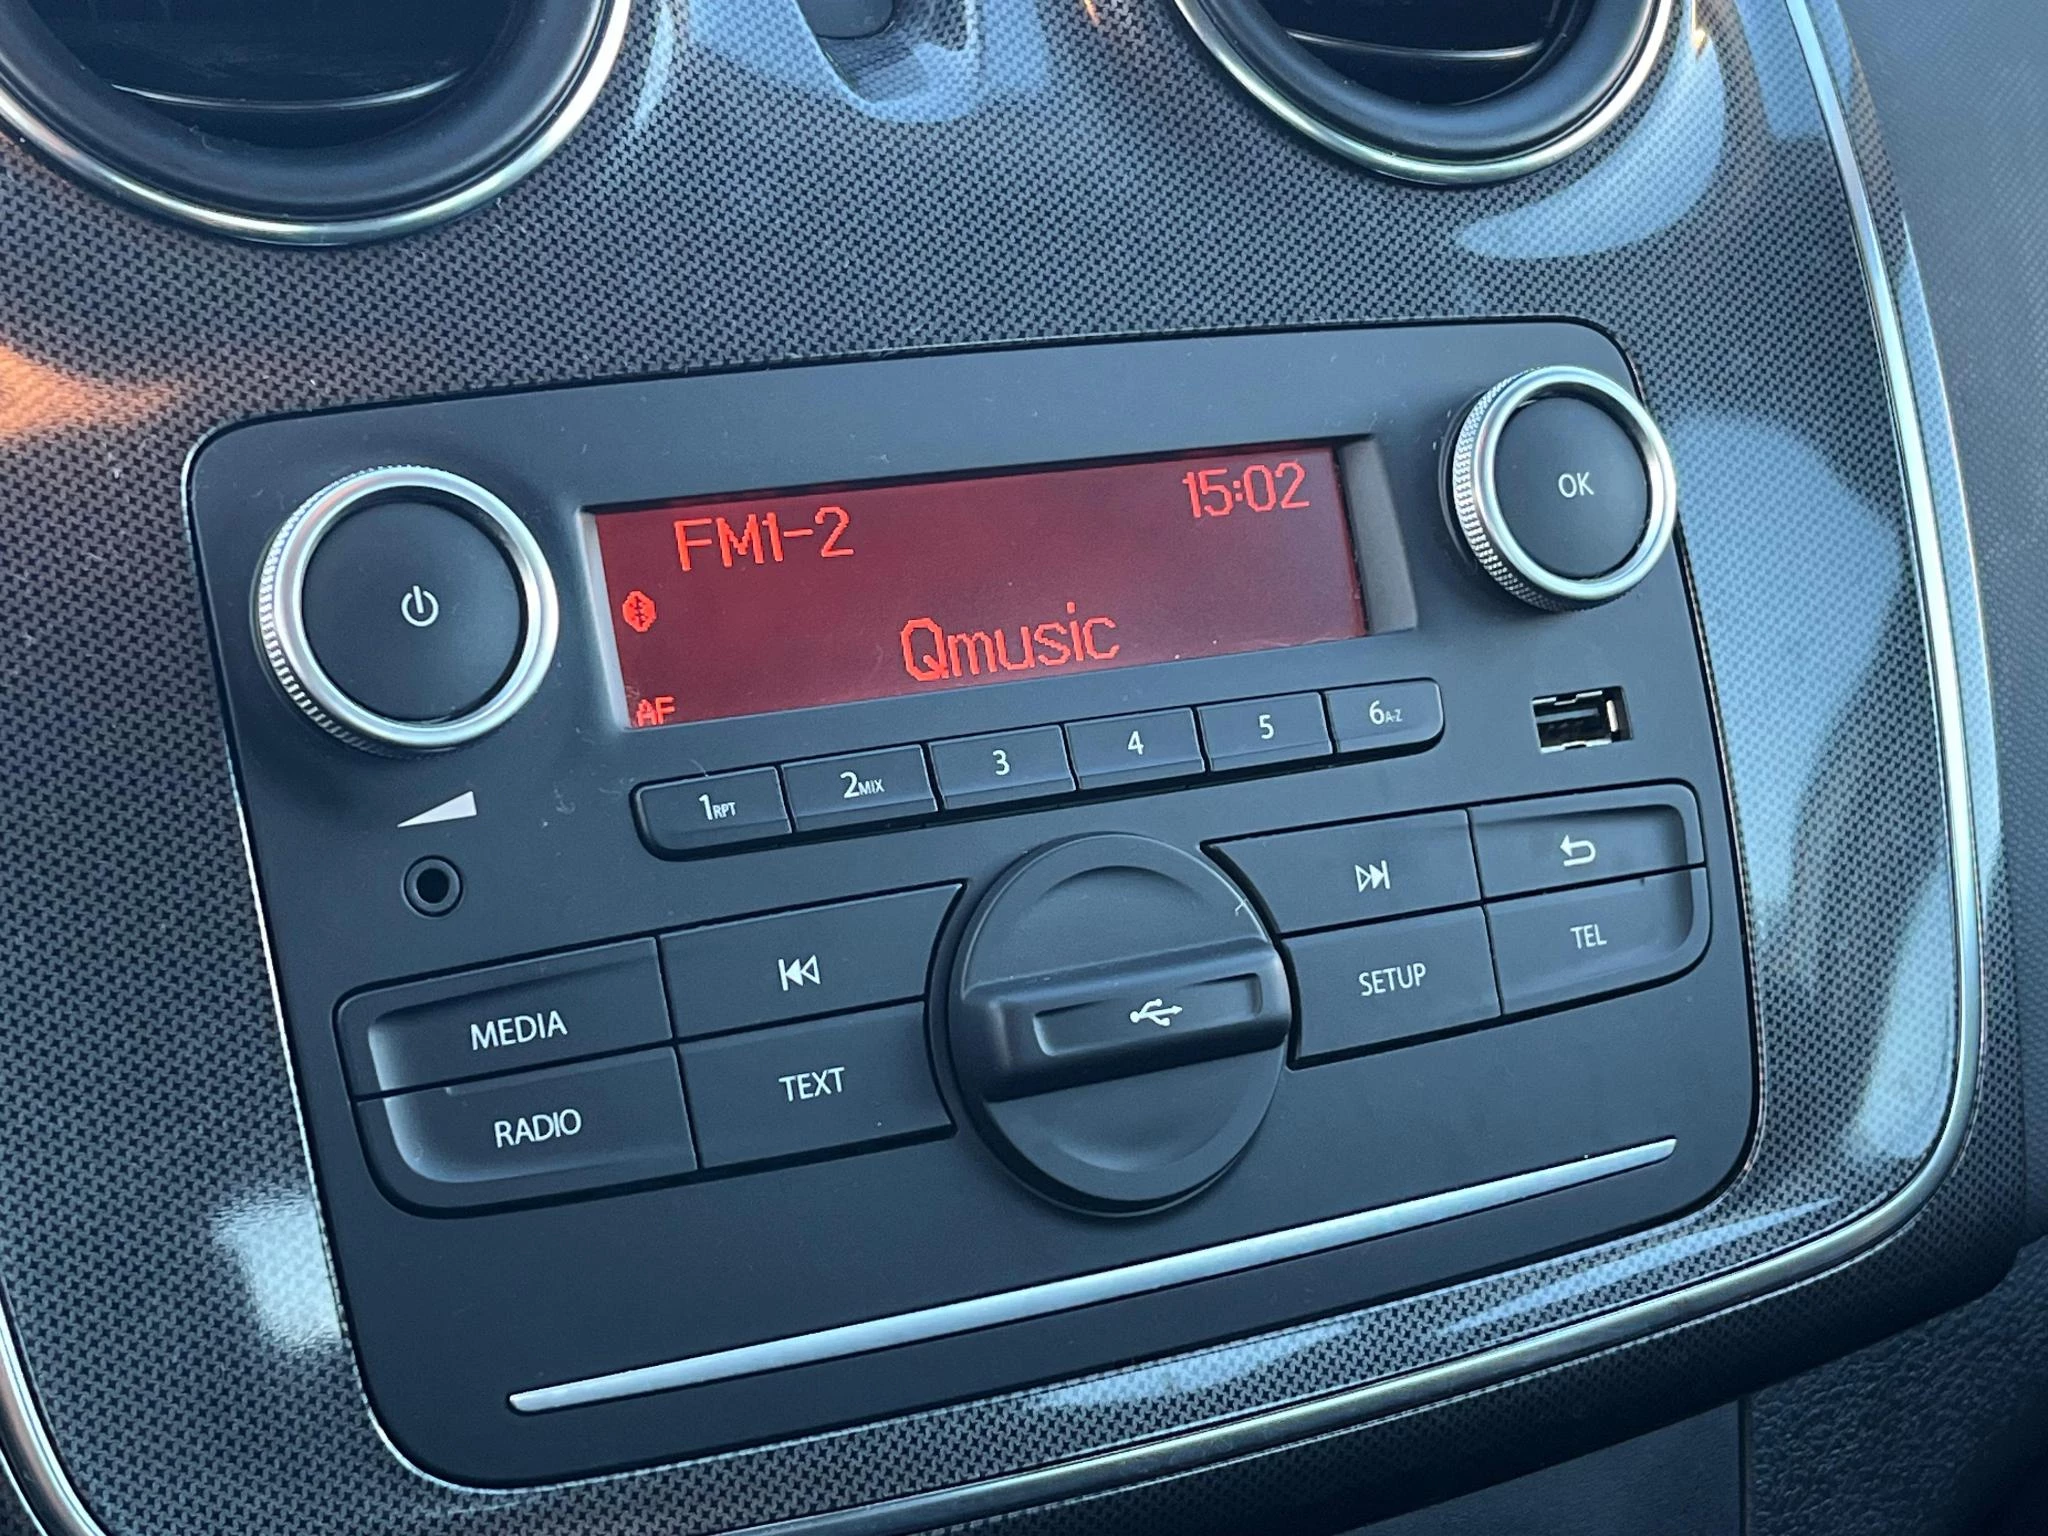 FM1-2 15:02
Qmusic
AF
OK
1RPT 2MIX 3 4 5 6A-Z
MEDIA
RADIO
TEXT
SETUP
TEL